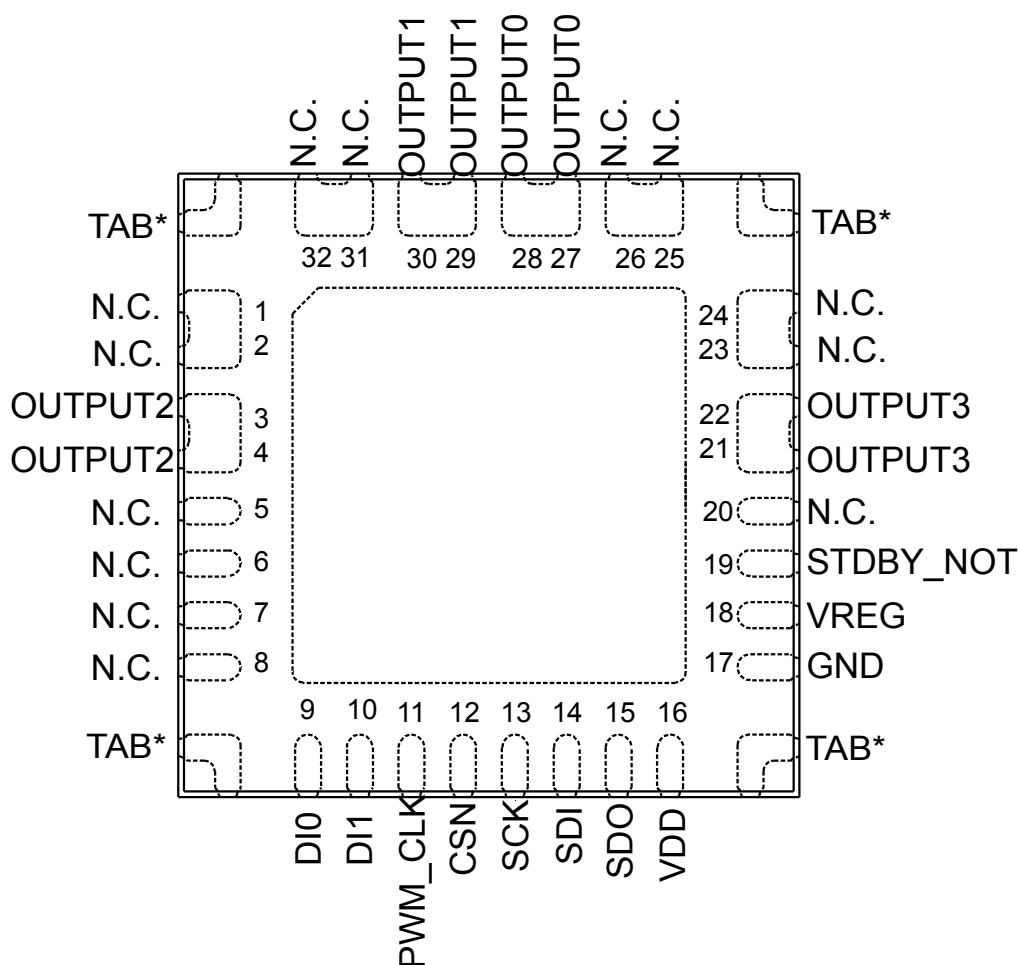 N.C.
N.C.
OUTPUT1
OUTPUT1
OUTPUT0
OUTPUT0
N.C.
N.C.
TAB*
TAB*
32 31 30 29 28 27 26 25
N.C. 1 24 N.C.
N.C. 2 23 N.C.
OUTPUT2 3 22 OUTPUT3
OUTPUT2 4 21 OUTPUT3
N.C. 5 20 N.C.
N.C. 6 19 STDBY_NOT
N.C. 7 18 VREG
N.C. 8 17 GND
9 10 11 12 13 14 15 16
TAB*
TAB*
DI0
DI1
PWM_CLK
CSN
SCK
SDI
SDO
VDD